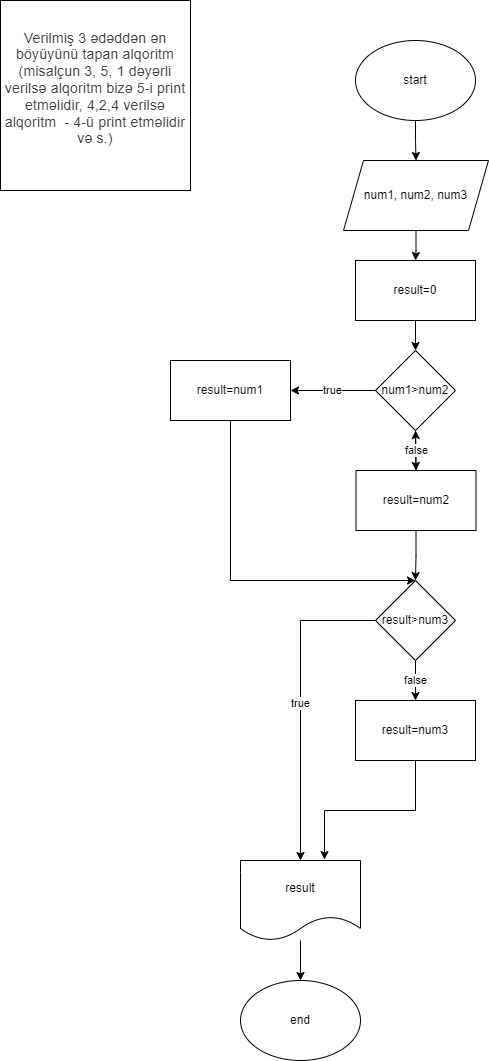 Verilmiş 3 ədəddən ən
böyüyünü tapan alqoritm
(misalçun 3, 5, 1 dəyərli
verilsə alqoritm bizə 5-i print
etməlidir, 4,2,4 verilsə
alqoritm - 4-ü print etməlidir
və s.)
start
num1, num2, num3
result=0
num1>num2
true
result=num1
false
result=num2
result>num3
false
true
result=num3
result
end